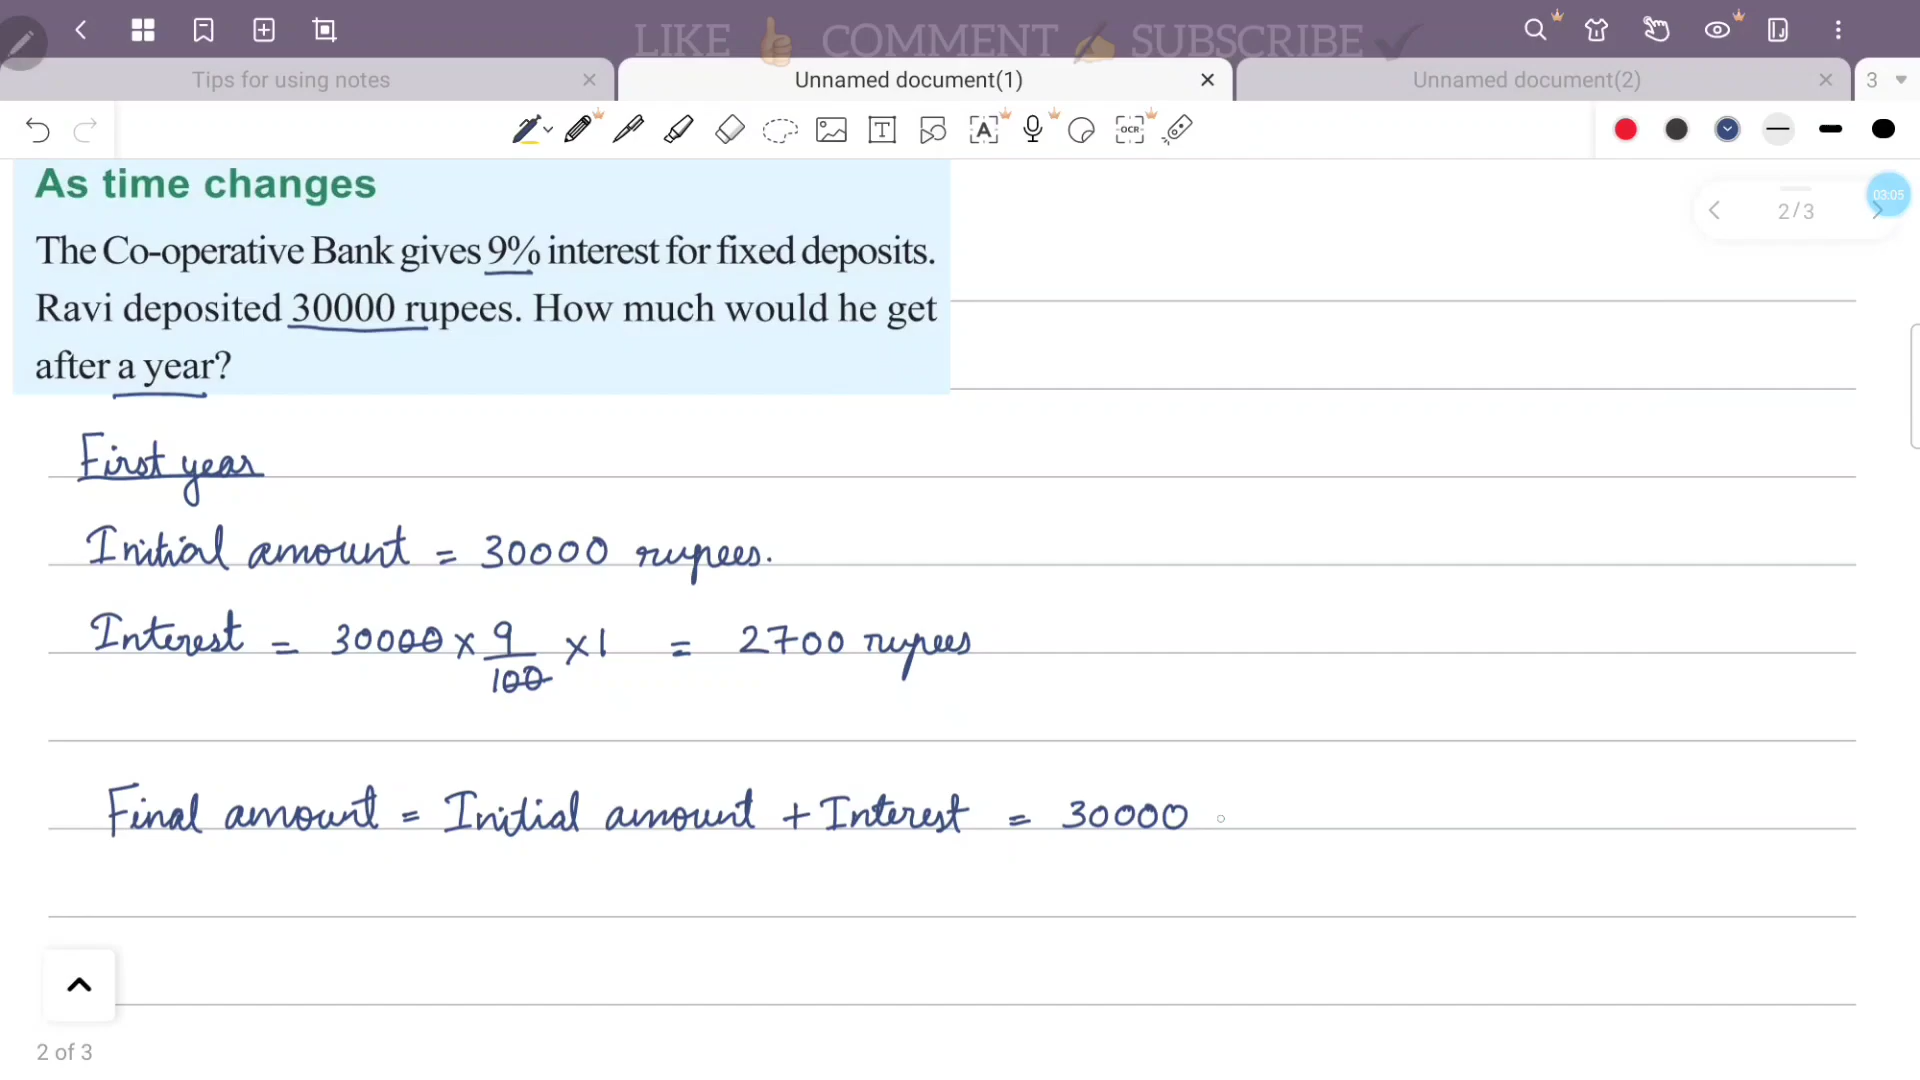 LIKE 👍 COMMENT ✍ SUBSCRIBE ✔
Tips for using notes
Unnamed document(1)
Unnamed document(2)
3
T
A
OCR
As time changes
The Co-operative Bank gives 9% interest for fixed deposits.
Ravi deposited 30000 rupees. How much would he get
after a year?
2/3
03:05
First year
Initial amount = 30000 rupees.
Interest = 30000 × 9/100 ×1 = 2700 rupees
Final amount = Initial amount + Interest = 30000
2 of 3